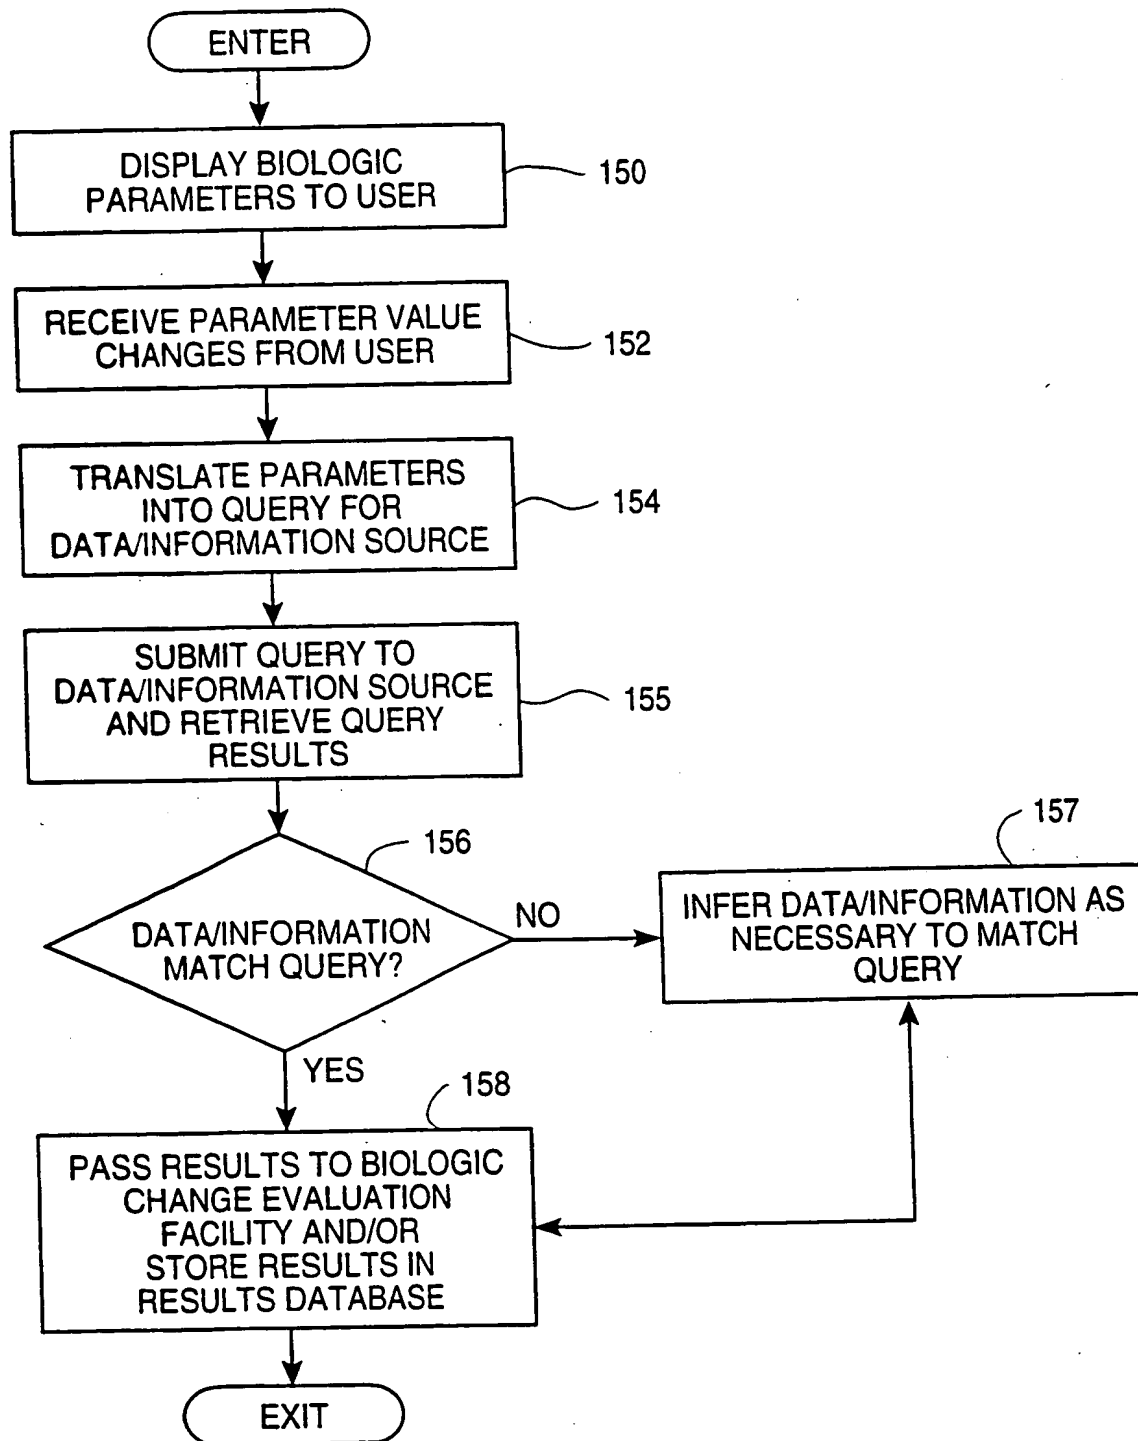 ENTER
DISPLAY BIOLOGIC
PARAMETERS TO USER
150
RECEIVE PARAMETER VALUE
CHANGES FROM USER
152
TRANSLATE PARAMETERS
INTO QUERY FOR
DATA/INFORMATION SOURCE
154
SUBMIT QUERY TO
DATA/INFORMATION SOURCE
AND RETRIEVE QUERY
RESULTS
155
156
DATA/INFORMATION
MATCH QUERY?
NO
157
INFER DATA/INFORMATION AS
NECESSARY TO MATCH
QUERY
YES
158
PASS RESULTS TO BIOLOGIC
CHANGE EVALUATION
FACILITY AND/OR
STORE RESULTS IN
RESULTS DATABASE
EXIT